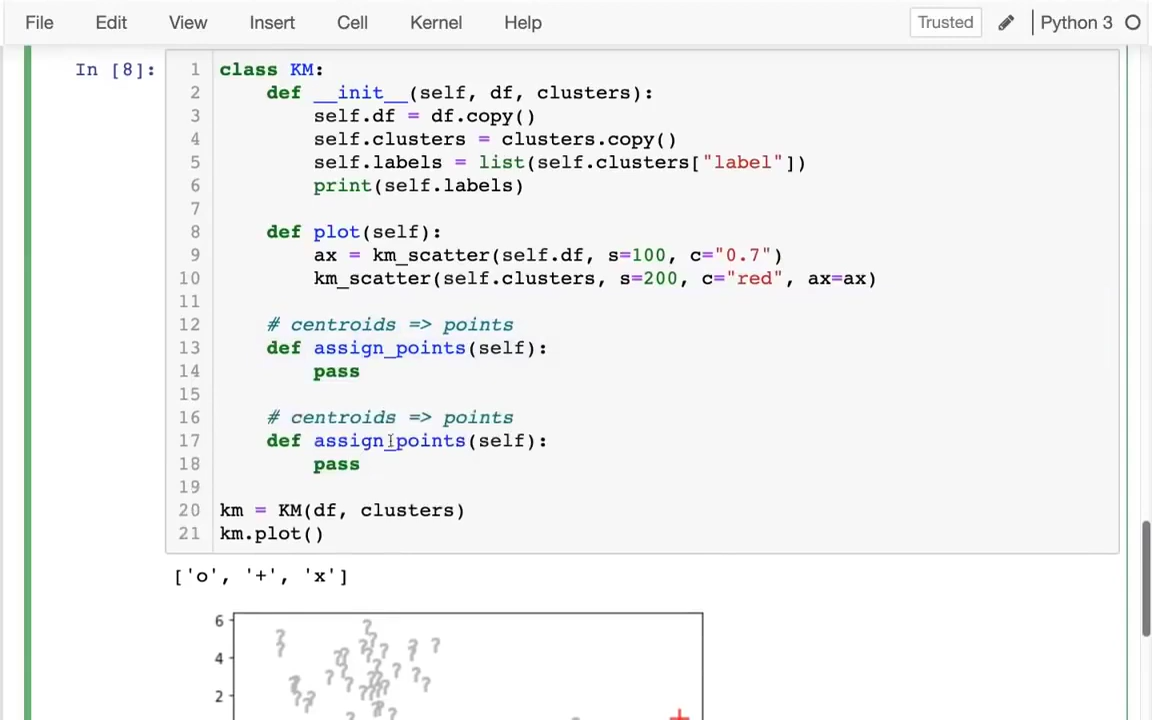 File Edit View Insert Cell Kernel Help Trusted Python 3
In [8]:
1 class KM:
2     def __init__(self, df, clusters):
3         self.df = df.copy()
4         self.clusters = clusters.copy()
5         self.labels = list(self.clusters["label"])
6         print(self.labels)
7
8     def plot(self):
9         ax = km_scatter(self.df, s=100, c="0.7")
10         km_scatter(self.clusters, s=200, c="red", ax=ax)
11
12     # centroids => points
13     def assign_points(self):
14         pass
15
16     # centroids => points
17     def assign_points(self):
18         pass
19
20 km = KM(df, clusters)
21 km.plot()
['o', '+', 'x']
6
4
2